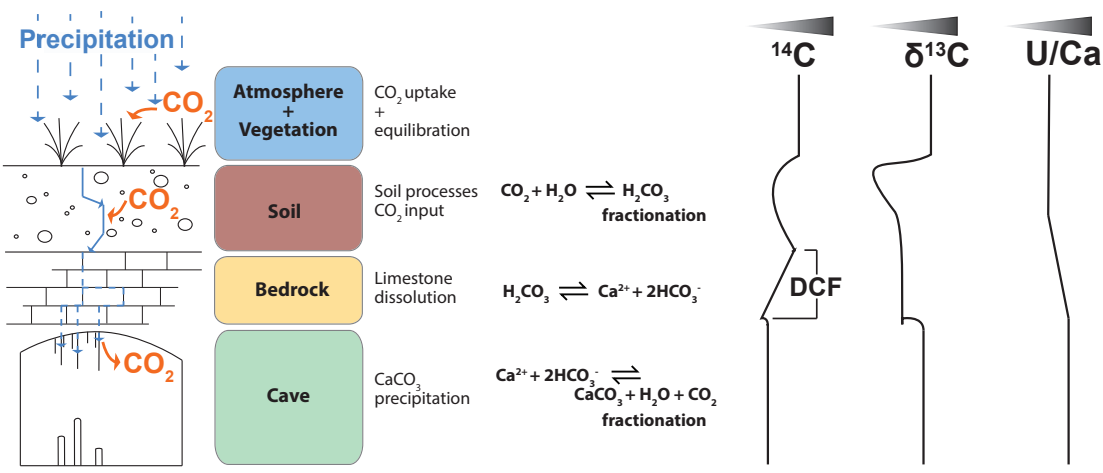 Precipitation
CO₂
CO₂
CO₂
Atmosphere
+
Vegetation
CO₂ uptake
+
equilibration
Soil
Soil processes
CO₂ input
CO₂ + H₂O ⇌ H₂CO₃
fractionation
Bedrock
Limestone
dissolution
H₂CO₃ ⇌ Ca²⁺ + 2HCO₃⁻
Cave
CaCO₃
precipitation
Ca²⁺ + 2HCO₃⁻ ⇌
CaCO₃ + H₂O + CO₂
fractionation
¹⁴C
δ¹³C
U/Ca
DCF